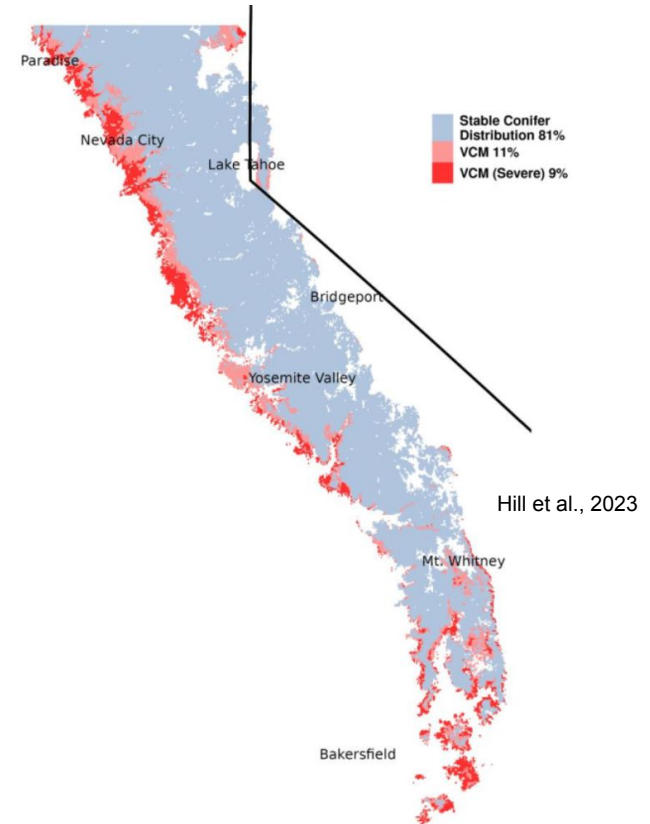 Paradise
Nevada City
Lake Tahoe
Stable Conifer
Distribution 81%
VCM 11%
VCM (Severe) 9%
Bridgeport
Yosemite Valley
Hill et al., 2023
Mt. Whitney
Bakersfield